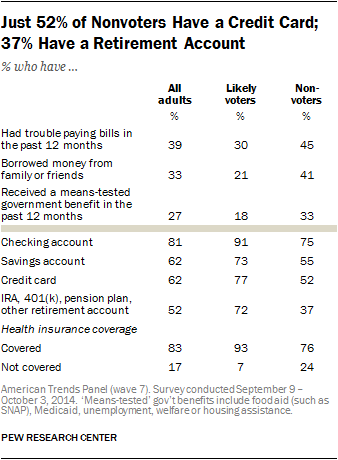 Just 52% of Nonvoters Have a Credit Card;
37% Have a Retirement Account
% who have ...
All Likely Non-
adults voters voters
% % %
Had trouble paying bills in
the past 12 months 39 30 45
Borrowed money from
family or friends 33 21 41
Received a means-tested
government benefit in the
past 12 months 27 18 33
Checking account 81 91 75
Savings account 62 73 55
Credit card 62 77 52
IRA, 401(k), pension plan,
other retirement account 52 72 37
Health insurance coverage
Covered 83 93 76
Not covered 17 7 24
American Trends Panel (wave 7). Survey conducted September 9 –
October 3, 2014. ‘Means-tested’ gov’t benefits include food aid (such as
SNAP), Medicaid, unemployment, welfare or housing assistance.
PEW RESEARCH CENTER